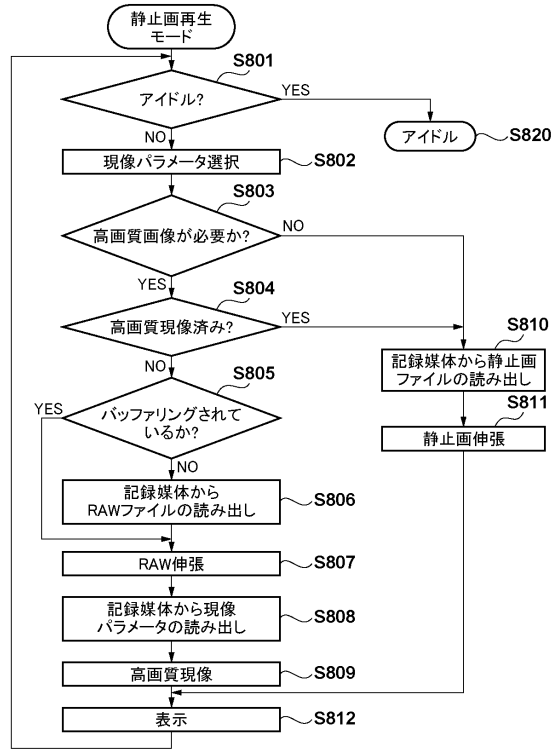 静止画再生
モード
S801
アイドル?
YES
NO
アイドル
S820
現像パラメータ選択
S802
S803
高画質画像が必要か?
NO
YES
S804
高画質現像済み?
YES
NO
S810
記録媒体から静止画
ファイルの読み出し
S805
バッファリングされて
いるか?
YES
NO
S811
静止画伸張
記録媒体から
RAWファイルの読み出し
S806
RAW伸張
S807
記録媒体から現像
パラメータの読み出し
S808
高画質現像
S809
表示
S812